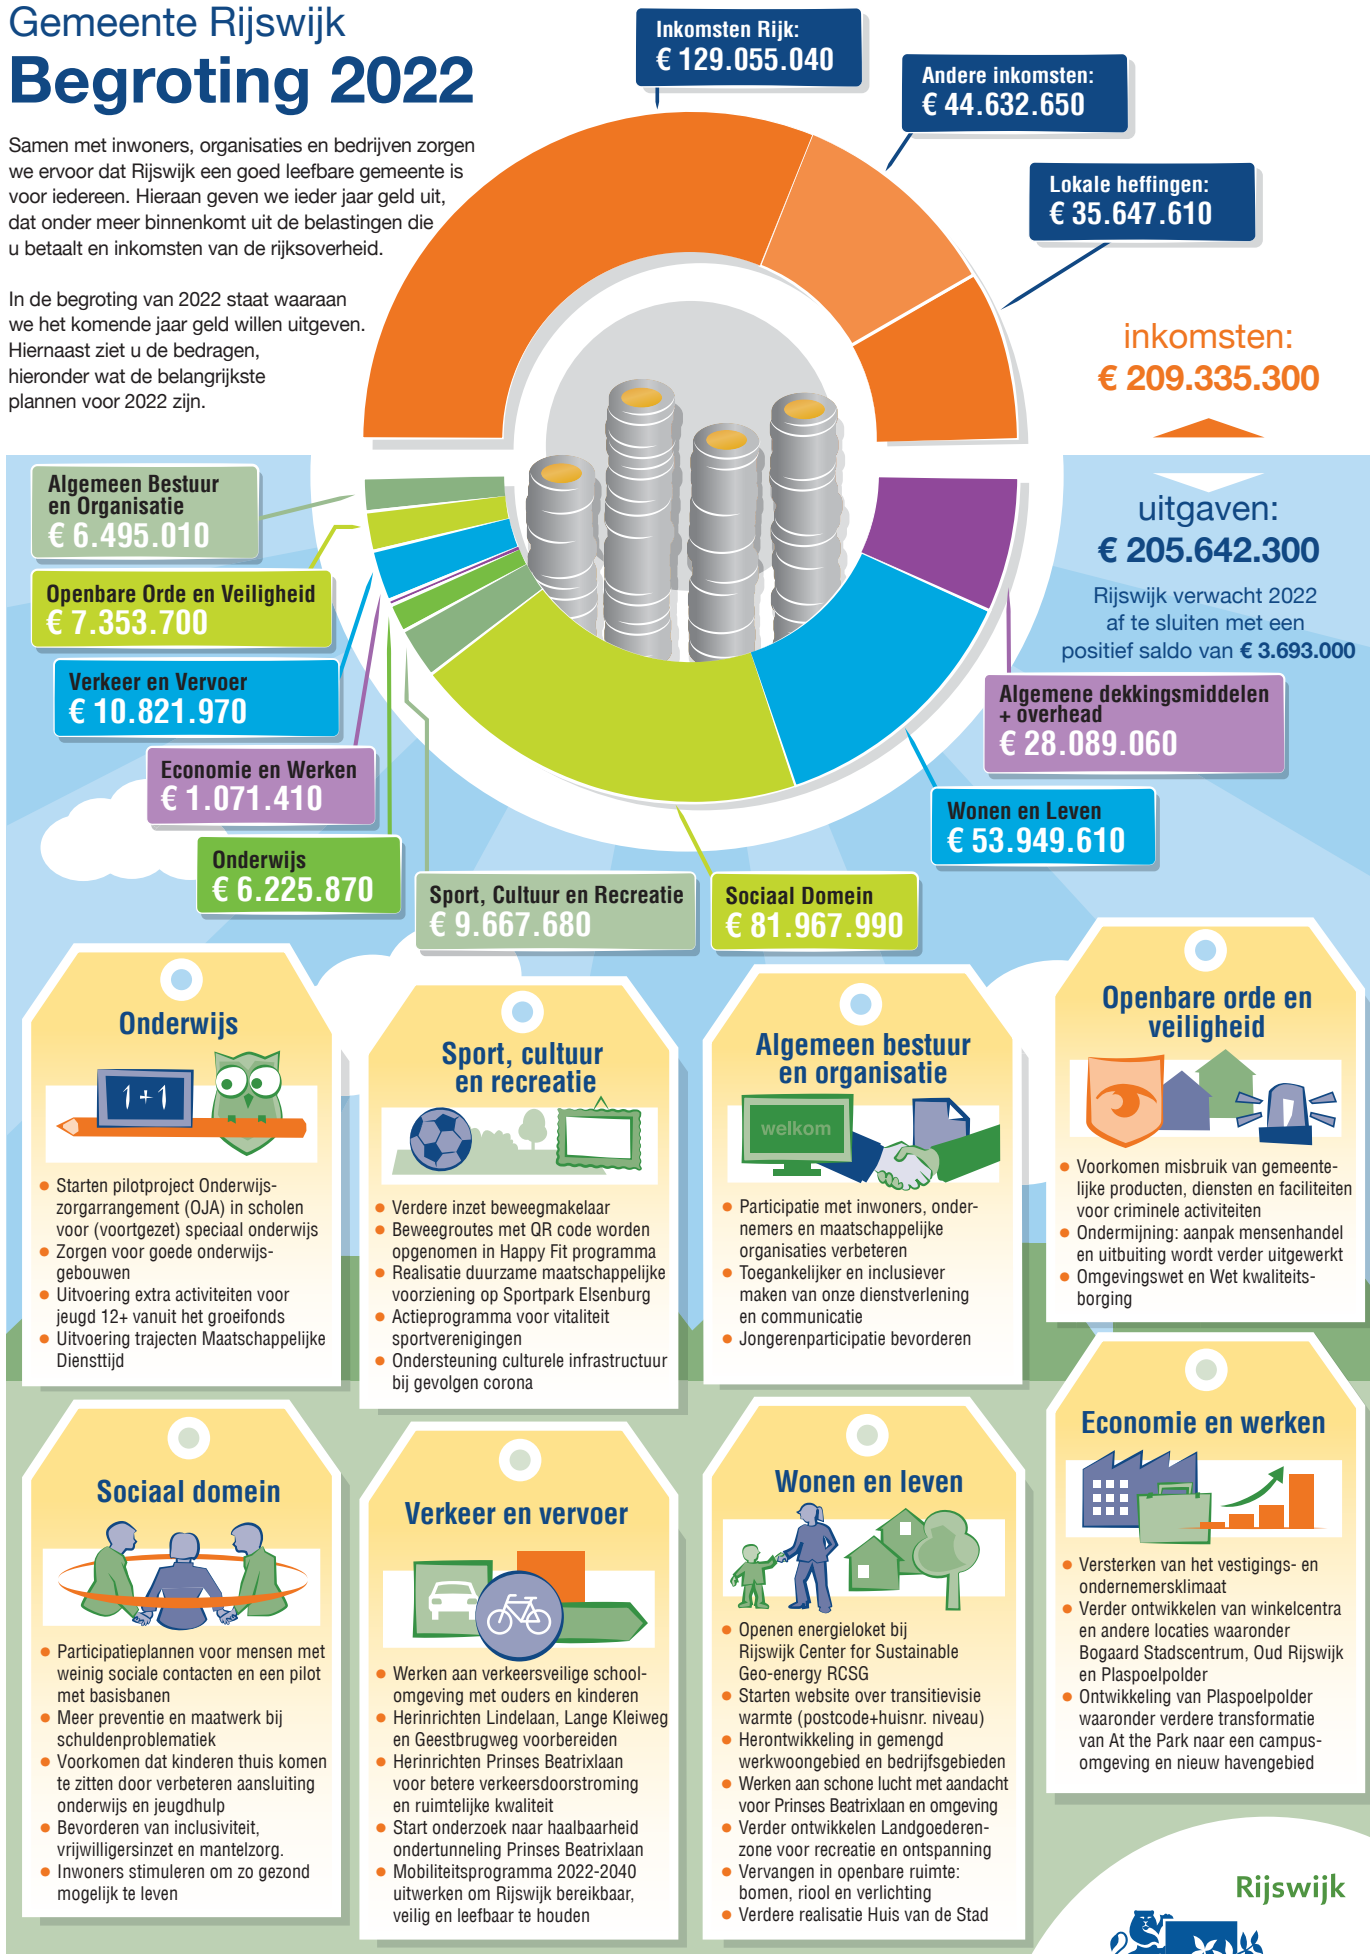 Gemeente Rijswijk
Begroting 2022
Samen met inwoners, organisaties en bedrijven zorgen
we ervoor dat Rijswijk een goed leefbare gemeente is
voor iedereen. Hieraan geven we ieder jaar geld uit,
dat onder meer binnenkomt uit de belastingen die
u betaalt en inkomsten van de rijksoverheid.
In de begroting van 2022 staat waaraan
we het komende jaar geld willen uitgeven.
Hiernaast ziet u de bedragen,
hieronder wat de belangrijkste
plannen voor 2022 zijn.
Inkomsten Rijk:
€ 129.055.040
Andere inkomsten:
€ 44.632.650
Lokale heffingen:
€ 35.647.610
inkomsten:
€ 209.335.300
uitgaven:
€ 205.642.300
Rijswijk verwacht 2022
af te sluiten met een
positief saldo van € 3.693.000
Algemeen Bestuur
en Organisatie
€ 6.495.010
Openbare Orde en Veiligheid
€ 7.353.700
Verkeer en Vervoer
€ 10.821.970
Economie en Werken
€ 1.071.410
Onderwijs
€ 6.225.870
Sport, Cultuur en Recreatie
€ 9.667.680
Sociaal Domein
€ 81.967.990
Wonen en Leven
€ 53.949.610
Algemene dekkingsmiddelen
+ overhead
€ 28.089.060
Onderwijs
1+1
• Starten pilotproject Onderwijs-
zorgarrangement (OJA) in scholen
voor (voortgezet) speciaal onderwijs
• Zorgen voor goede onderwijs-
gebouwen
• Uitvoering extra activiteiten voor
jeugd 12+ vanuit het groeifonds
• Uitvoering trajecten Maatschappelijke
Diensttijd
Sport, cultuur
en recreatie
• Verdere inzet beweegmakelaar
• Beweegroutes met QR code worden
opgenomen in Happy Fit programma
• Realisatie duurzame maatschappelijke
voorziening op Sportpark Elsenburg
• Actieprogramma voor vitaliteit
sportverenigingen
• Ondersteuning culturele infrastructuur
bij gevolgen corona
Algemeen bestuur
en organisatie
welkom
• Participatie met inwoners, onder-
nemers en maatschappelijke
organisaties verbeteren
• Toegankelijker en inclusiever
maken van onze dienstverlening
en communicatie
• Jongerenparticipatie bevorderen
Openbare orde en
veiligheid
• Voorkomen misbruik van gemeente-
lijke producten, diensten en faciliteiten
voor criminele activiteiten
• Ondermijning: aanpak mensenhandel
en uitbuiting wordt verder uitgewerkt
• Omgevingswet en Wet kwaliteits-
borging
Sociaal domein
• Participatieplannen voor mensen met
weinig sociale contacten en een pilot
met basisbanen
• Meer preventie en maatwerk bij
schuldenproblematiek
• Voorkomen dat kinderen thuis komen
te zitten door verbeteren aansluiting
onderwijs en jeugdhulp
• Bevorderen van inclusiviteit,
vrijwilligersinzet en mantelzorg.
• Inwoners stimuleren om zo gezond
mogelijk te leven
Verkeer en vervoer
• Werken aan verkeersveilige school-
omgeving met ouders en kinderen
• Herinrichten Lindelaan, Lange Kleiweg
en Geestbrugweg voorbereiden
• Herinrichten Prinses Beatrixlaan
voor betere verkeersdoorstroming
en ruimtelijke kwaliteit
• Start onderzoek naar haalbaarheid
ondertunneling Prinses Beatrixlaan
• Mobiliteitsprogramma 2022-2040
uitwerken om Rijswijk bereikbaar,
veilig en leefbaar te houden
Wonen en leven
• Openen energieloket bij
Rijswijk Center for Sustainable
Geo-energy RCSG
• Starten website over transitievisie
warmte (postcode+huisnr. niveau)
• Herontwikkeling in gemengd
werkwoongebied en bedrijfsgebieden
• Werken aan schone lucht met aandacht
voor Prinses Beatrixlaan en omgeving
• Verder ontwikkelen Landgoederen-
zone voor recreatie en ontspanning
• Vervangen in openbare ruimte:
bomen, riool en verlichting
• Verdere realisatie Huis van de Stad
Economie en werken
• Versterken van het vestigings- en
ondernemersklimaat
• Verder ontwikkelen van winkelcentra
en andere locaties waaronder
Bogaard Stadscentrum, Oud Rijswijk
en Plaspoelpolder
• Ontwikkeling van Plaspoelpolder
waaronder verdere transformatie
van At the Park naar een campus-
omgeving en nieuw havengebied
Rijswijk